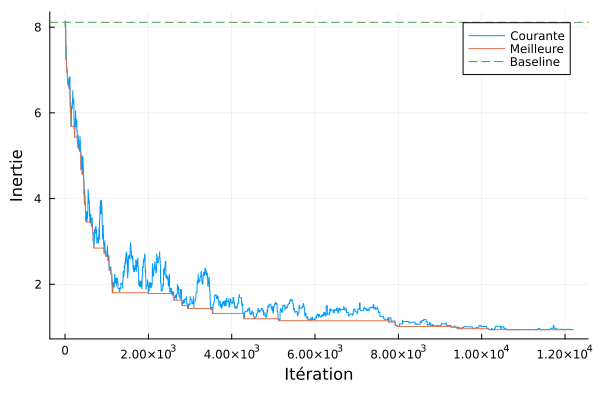 Courante
Meilleure
Baseline
8
6
4
2
Inertie
0
2.00×10³
4.00×10³
6.00×10³
8.00×10³
1.00×10⁴
1.20×10⁴
Itération